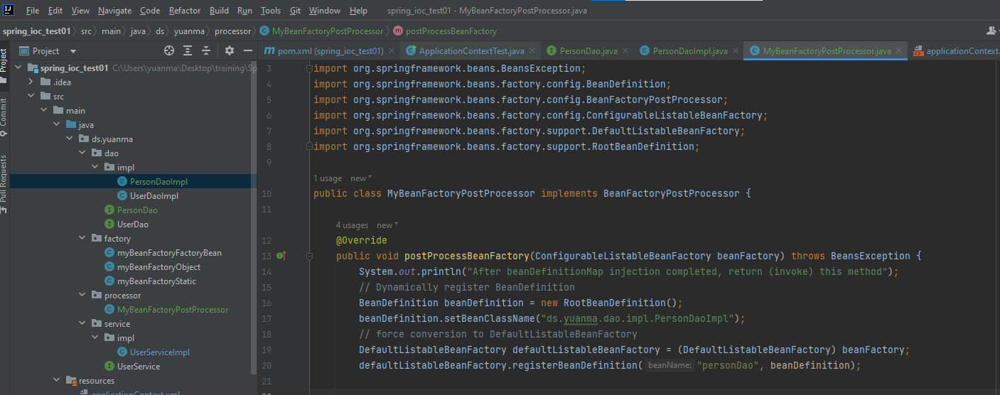 File Edit View Navigate Code Refactor Build Run Tools Git Window Help spring_ioc_test01 - MyBeanFactoryPostProcessor.java
spring_ioc_test01 src main java ds yuanma processor MyBeanFactoryPostProcessor postProcessBeanFactory
Project
pom.xml (spring_ioc_test01) ApplicationContextTest.java PersonDao.java PersonDaoImpl.java MyBeanFactoryPostProcessor.java applicationContext.
Project
Commit
Pull Requests
spring_ioc_test01 C:\Users\yuanma\Desktop\training\Sp
.idea
src
main
java
ds.yuanma
dao
impl
PersonDaoImpl
UserDaoImpl
PersonDao
UserDao
factory
myBeanFactoryFactoryBean
myBeanFactoryObject
myBeanFactoryStatic
processor
MyBeanFactoryPostProcessor
service
impl
UserServiceImpl
UserService
resources
applicationContext.xml
3 import org.springframework.beans.BeansException;
4 import org.springframework.beans.factory.config.BeanDefinition;
5 import org.springframework.beans.factory.config.BeanFactoryPostProcessor;
6 import org.springframework.beans.factory.config.ConfigurableListableBeanFactory;
7 import org.springframework.beans.factory.support.DefaultListableBeanFactory;
8 import org.springframework.beans.factory.support.RootBeanDefinition;
9
1 usage new *
10 public class MyBeanFactoryPostProcessor implements BeanFactoryPostProcessor {
11
4 usages new *
12 @Override
13 public void postProcessBeanFactory(ConfigurableListableBeanFactory beanFactory) throws BeansException {
14 System.out.println("After beanDefinitionMap injection completed, return (invoke) this method");
15 // Dynamically register BeanDefinition
16 BeanDefinition beanDefinition = new RootBeanDefinition();
17 beanDefinition.setBeanClassName("ds.yuanma.dao.impl.PersonDaoImpl");
18 // force conversion to DefaultListableBeanFactory
19 DefaultListableBeanFactory defaultListableBeanFactory = (DefaultListableBeanFactory) beanFactory;
20 defaultListableBeanFactory.registerBeanDefinition( beanName: "personDao", beanDefinition);
21